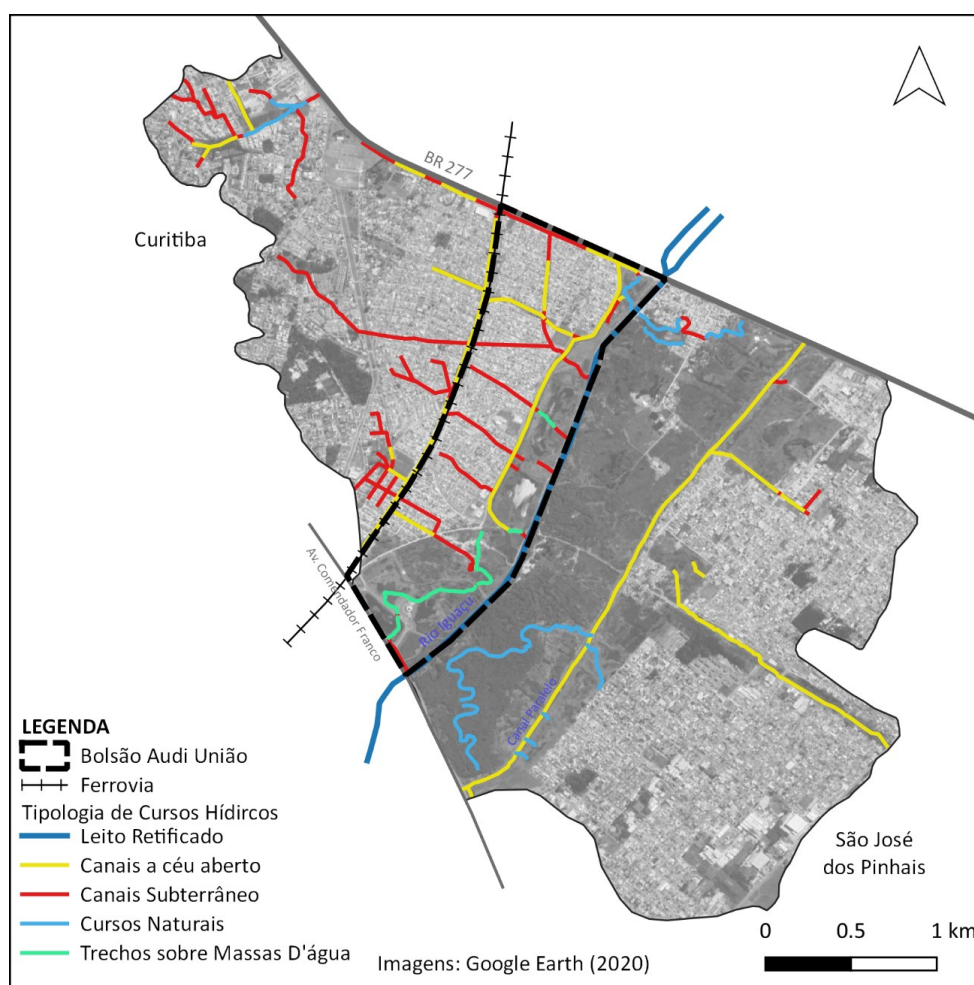 BR 277
Curitiba
Av. Comendador Franco
Rio Iguaçu
Canal Paralelo
LEGENDA
Bolsão Audi União
Ferrovia
Tipologia de Cursos Hídircos
Leito Retificado
Canais a céu aberto
Canais Subterrâneo
Cursos Naturais
Trechos sobre Massas D'água
São José
dos Pinhais
0 0.5 1 km
Imagens: Google Earth (2020)